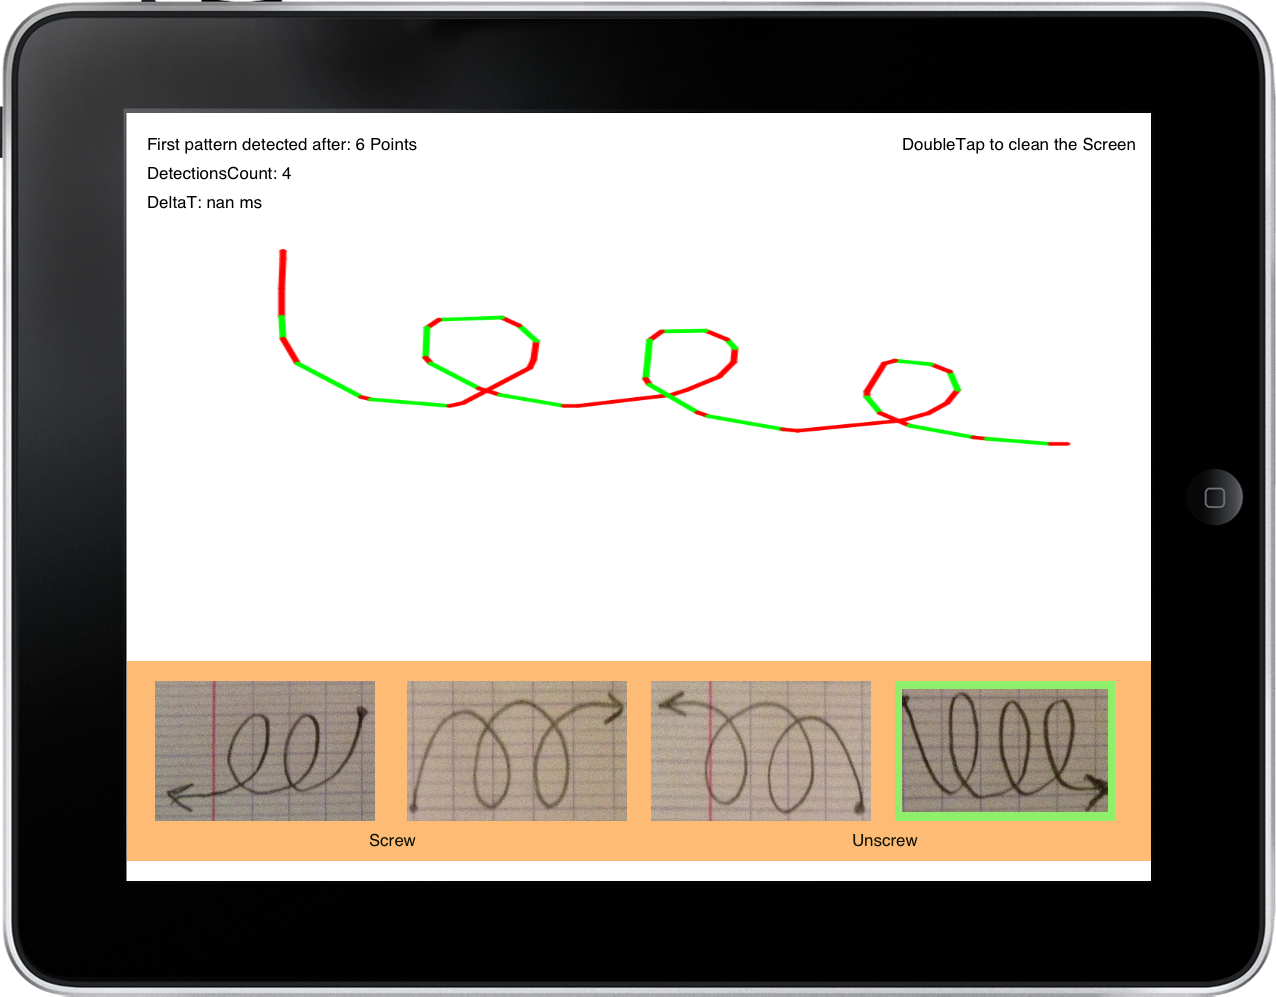 First pattern detected after: 6 Points
DoubleTap to clean the Screen
DetectionsCount: 4
DeltaT: nan ms
Screw
Unscrew